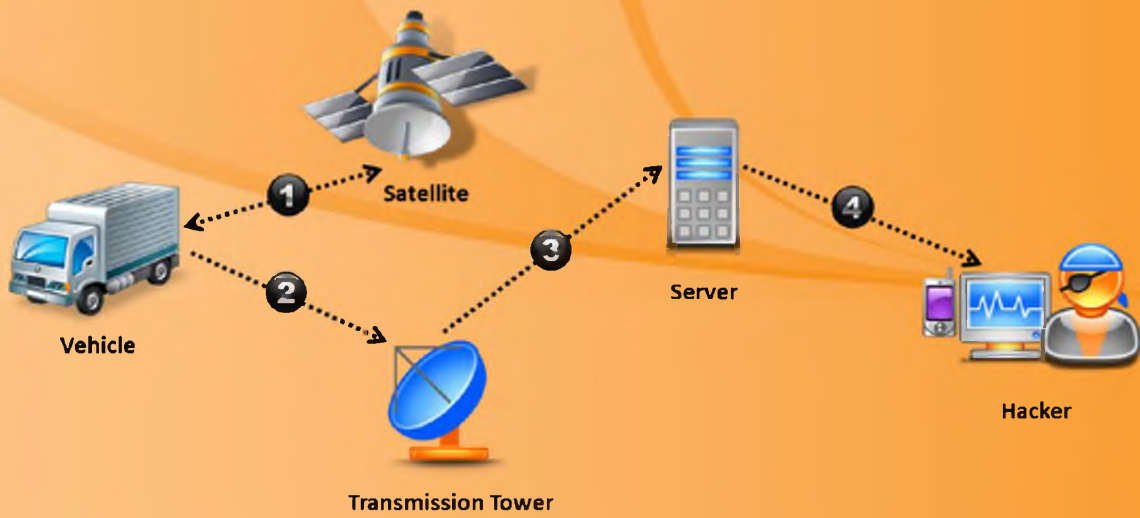 1
Satellite
Vehicle
2
Transmission Tower
3
Server
4
Hacker